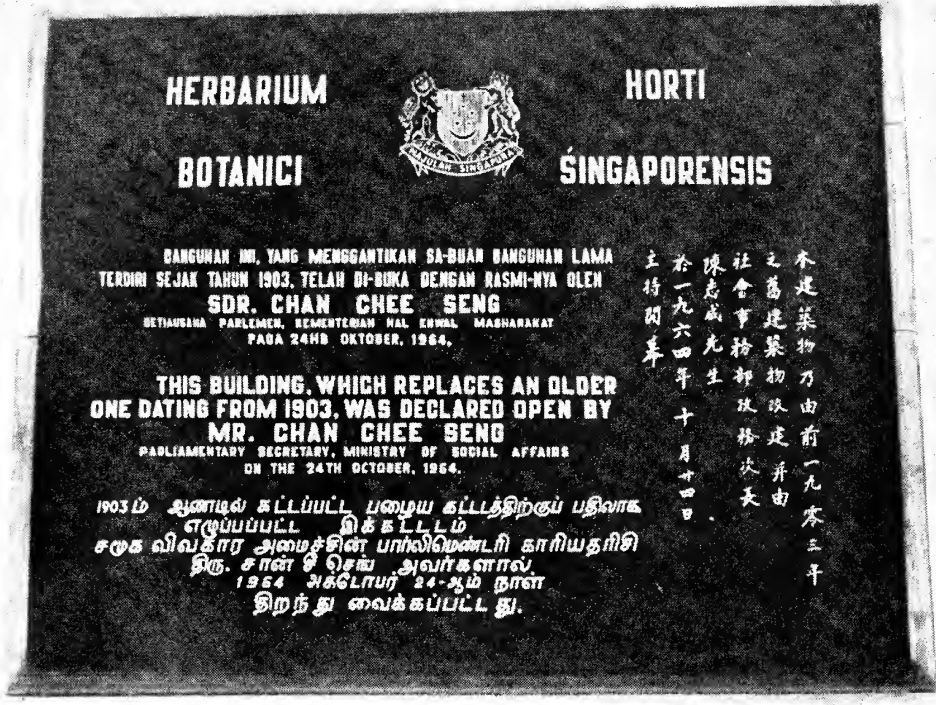 HERBARIUM HORTI
BOTANICI SINGAPORENSIS
MAJULAH SINGAPURA
BANGUNAN INI, YANG MENGGANTIKAN SA-BUAH BANGUNAN LAMA
TERDIRI SEJAK TAHUN 1903, TELAH DI-BUKA DENGAN RASMI-NYA OLEH
SDR. CHAN CHEE SENG
SETIAUSAHA PARLEMEN, KEMENTERIAN HAL EHWAL MASHARAKAT
PADA 24HB OKTOBER, 1964.
THIS BUILDING, WHICH REPLACES AN OLDER
ONE DATING FROM 1903, WAS DECLARED OPEN BY
MR. CHAN CHEE SENG
PARLIAMENTARY SECRETARY, MINISTRY OF SOCIAL AFFAIRS
ON THE 24TH OCTOBER, 1964.
1903ம் ஆண்டில் கட்டப்பட்ட பழைய கட்டத்திற்குப் பதிலாக
எழுப்பப்பட்ட இக்கட்டடம்
சமூக விவகார அமைச்சின் பார்லிமெண்டரி காரியதரிசி
திரு. சான் சீ செங் அவர்களால்
1964 அக்டோபர் 24-ஆம் நாள்
திறந்து வைக்கப்பட்டது.
本建築物乃由前一九零三年
之舊建築物改建并由
社會事務部政務次長
陳志成先生
於一九六四年十月廿四日
主持開幕